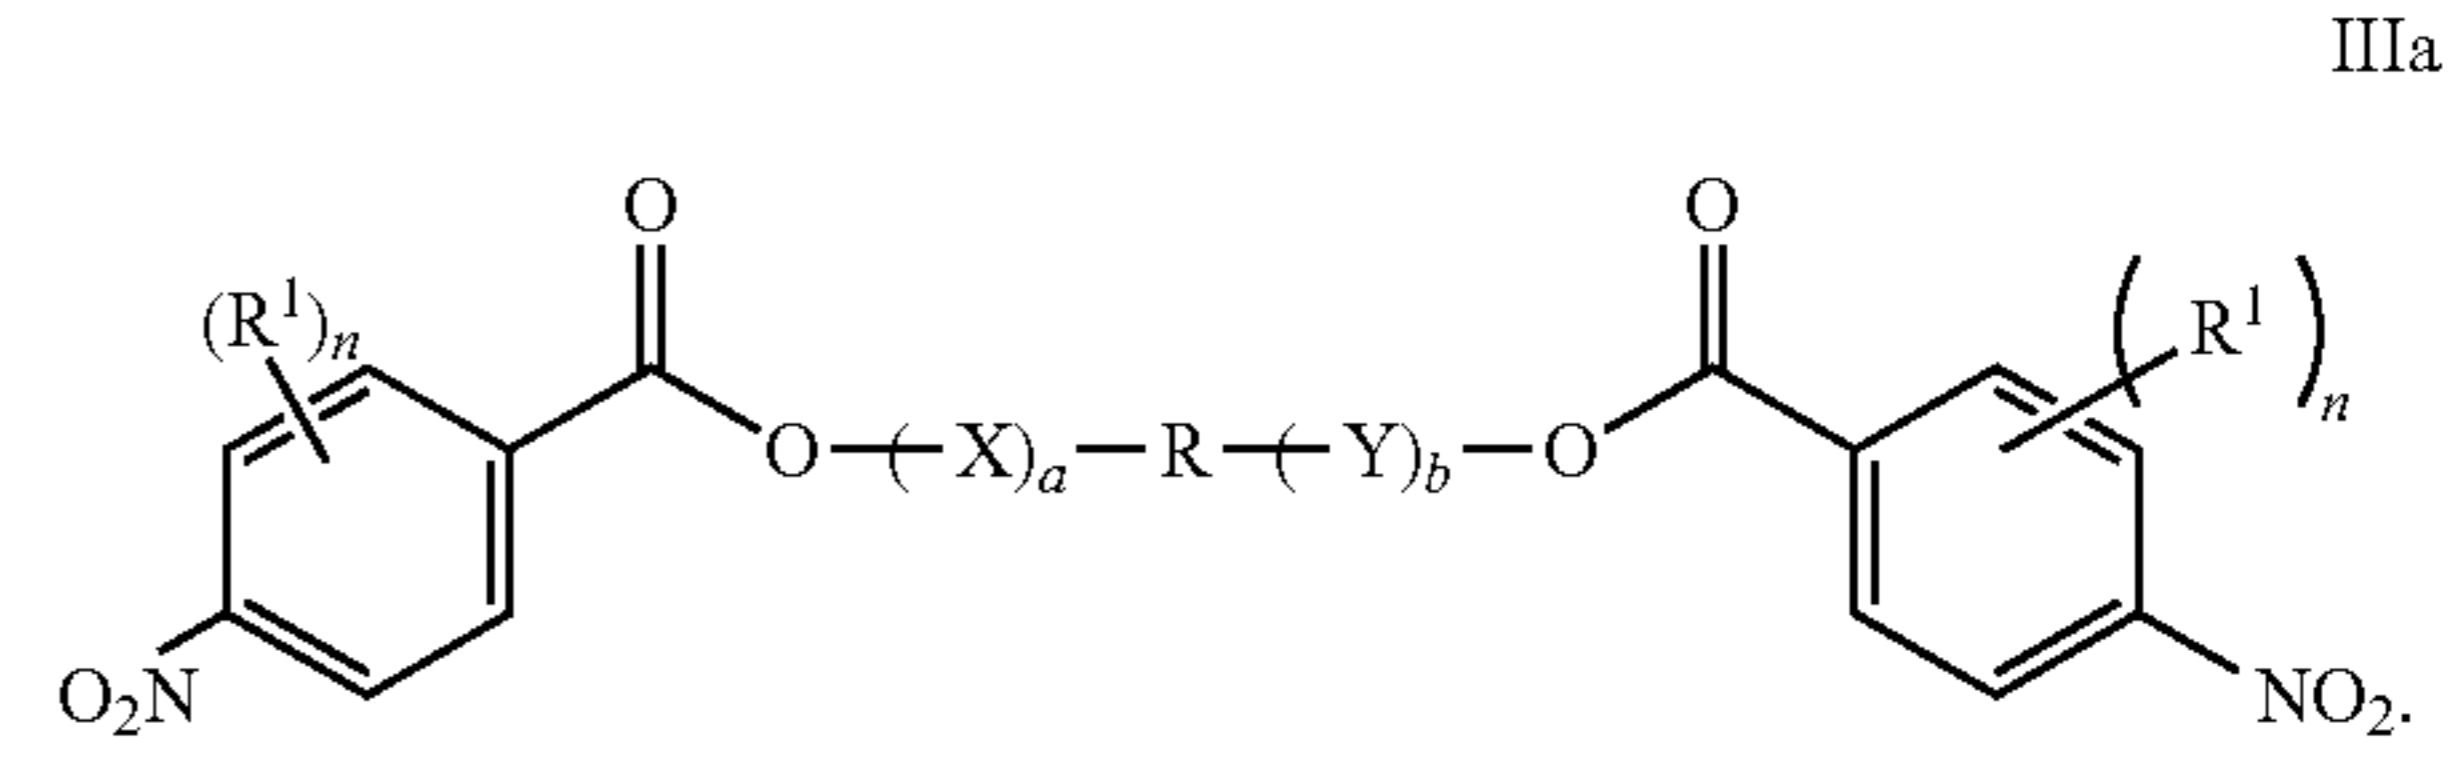 IIIa
O O
(R¹)ₙ (R¹)ₙ
O—(X)ₐ—R—(Y)b—O
O₂N NO₂.